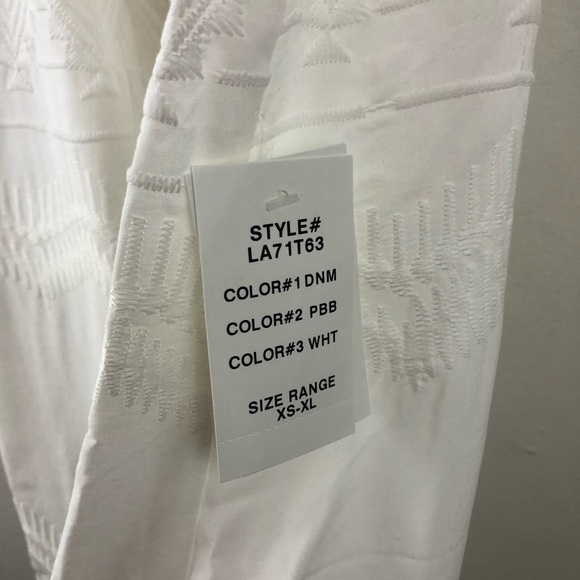 STYLE#
LA71T63
COLOR#1 DNM
COLOR#2 PBB
COLOR#3 WHT
SIZE RANGE
XS-XL